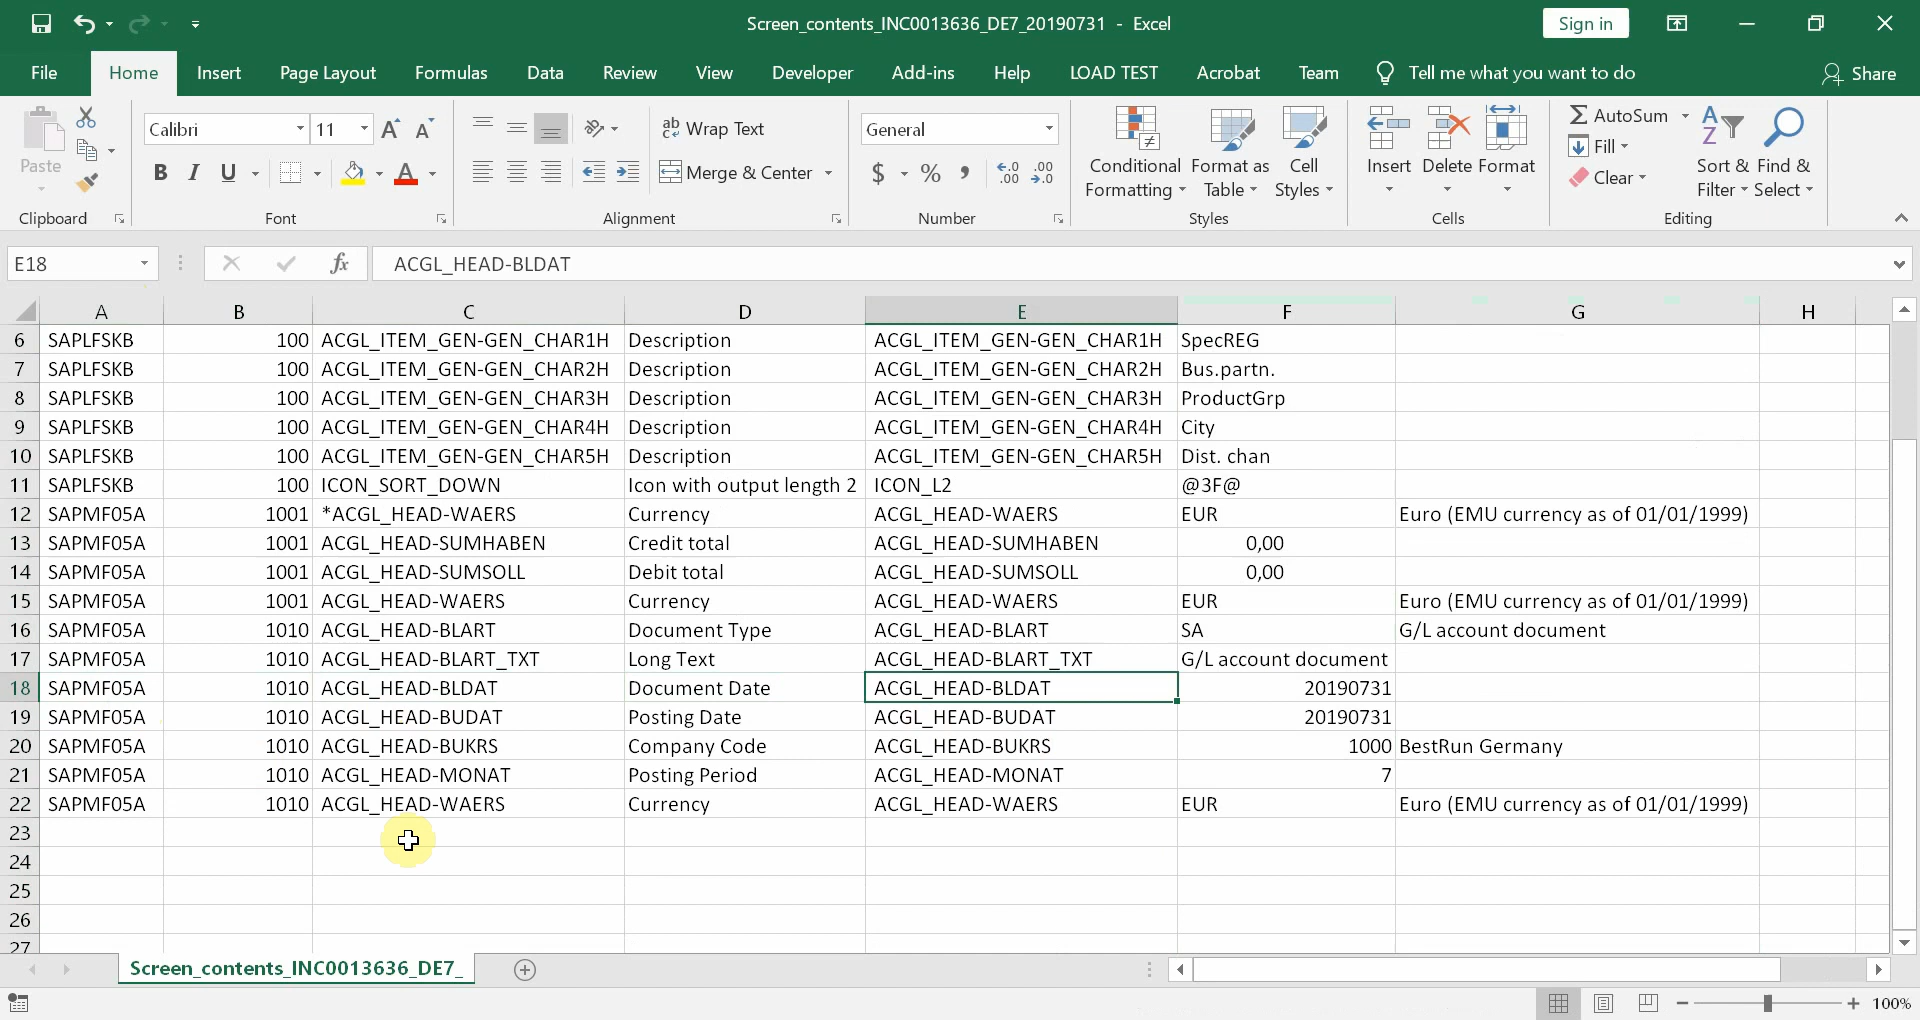 Screen_contents_INC0013636_DE7_20190731 - Excel
Sign in
File Home Insert Page Layout Formulas Data Review View Developer Add-ins Help LOAD TEST Acrobat Team Tell me what you want to do Share
Paste
Clipboard
Calibri 11 A A
B I U A
Font
ab Wrap Text
Merge & Center
Alignment
General
$ % , .00 .00
Number
Conditional Formatting
Format as Table
Cell Styles
Styles
Insert Delete Format
Cells
AutoSum
Fill
Clear
Sort & Filter
Find & Select
Editing
E18 fx ACGL_HEAD-BLDAT
A B C D E F G H
6 SAPLFSKB 100 ACGL_ITEM_GEN-GEN_CHAR1H Description ACGL_ITEM_GEN-GEN_CHAR1H SpecREG
7 SAPLFSKB 100 ACGL_ITEM_GEN-GEN_CHAR2H Description ACGL_ITEM_GEN-GEN_CHAR2H Bus.partn.
8 SAPLFSKB 100 ACGL_ITEM_GEN-GEN_CHAR3H Description ACGL_ITEM_GEN-GEN_CHAR3H ProductGrp
9 SAPLFSKB 100 ACGL_ITEM_GEN-GEN_CHAR4H Description ACGL_ITEM_GEN-GEN_CHAR4H City
10 SAPLFSKB 100 ACGL_ITEM_GEN-GEN_CHAR5H Description ACGL_ITEM_GEN-GEN_CHAR5H Dist. chan
11 SAPLFSKB 100 ICON_SORT_DOWN Icon with output length 2 ICON_L2 @3F@
12 SAPMF05A 1001 *ACGL_HEAD-WAERS Currency ACGL_HEAD-WAERS EUR Euro (EMU currency as of 01/01/1999)
13 SAPMF05A 1001 ACGL_HEAD-SUMHABEN Credit total ACGL_HEAD-SUMHABEN 0,00
14 SAPMF05A 1001 ACGL_HEAD-SUMSOLL Debit total ACGL_HEAD-SUMSOLL 0,00
15 SAPMF05A 1001 ACGL_HEAD-WAERS Currency ACGL_HEAD-WAERS EUR Euro (EMU currency as of 01/01/1999)
16 SAPMF05A 1010 ACGL_HEAD-BLART Document Type ACGL_HEAD-BLART SA G/L account document
17 SAPMF05A 1010 ACGL_HEAD-BLART_TXT Long Text ACGL_HEAD-BLART_TXT G/L account document
18 SAPMF05A 1010 ACGL_HEAD-BLDAT Document Date ACGL_HEAD-BLDAT 20190731
19 SAPMF05A 1010 ACGL_HEAD-BUDAT Posting Date ACGL_HEAD-BUDAT 20190731
20 SAPMF05A 1010 ACGL_HEAD-BUKRS Company Code ACGL_HEAD-BUKRS 1000 BestRun Germany
21 SAPMF05A 1010 ACGL_HEAD-MONAT Posting Period ACGL_HEAD-MONAT 7
22 SAPMF05A 1010 ACGL_HEAD-WAERS Currency ACGL_HEAD-WAERS EUR Euro (EMU currency as of 01/01/1999)
23
24
25
26
27
Screen_contents_INC0013636_DE7_
100%